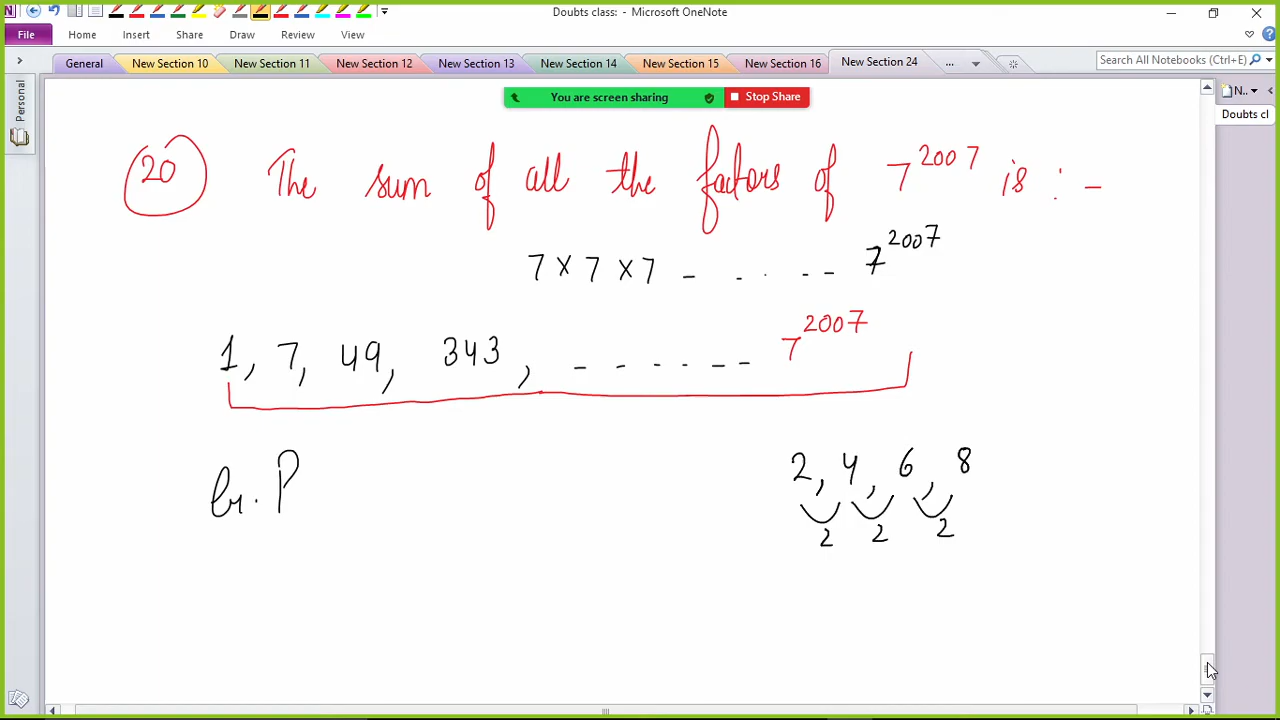 Doubts class: - Microsoft OneNote
File Home Insert Share Draw Review View
General New Section 10 New Section 11 New Section 12 New Section 13 New Section 14 New Section 15 New Section 16 New Section 24 ... Search All Notebooks (Ctrl+E)
You are screen sharing Stop Share
N..
Personal
Doubts cl
20 The sum of all the factors of 7^2007 is : -
7 x 7 x 7 - . . . - - 7^2007
1, 7, 49, 343, - - - - - - 7^2007
Gr. P
2, 4, 6, 8
2 2 2